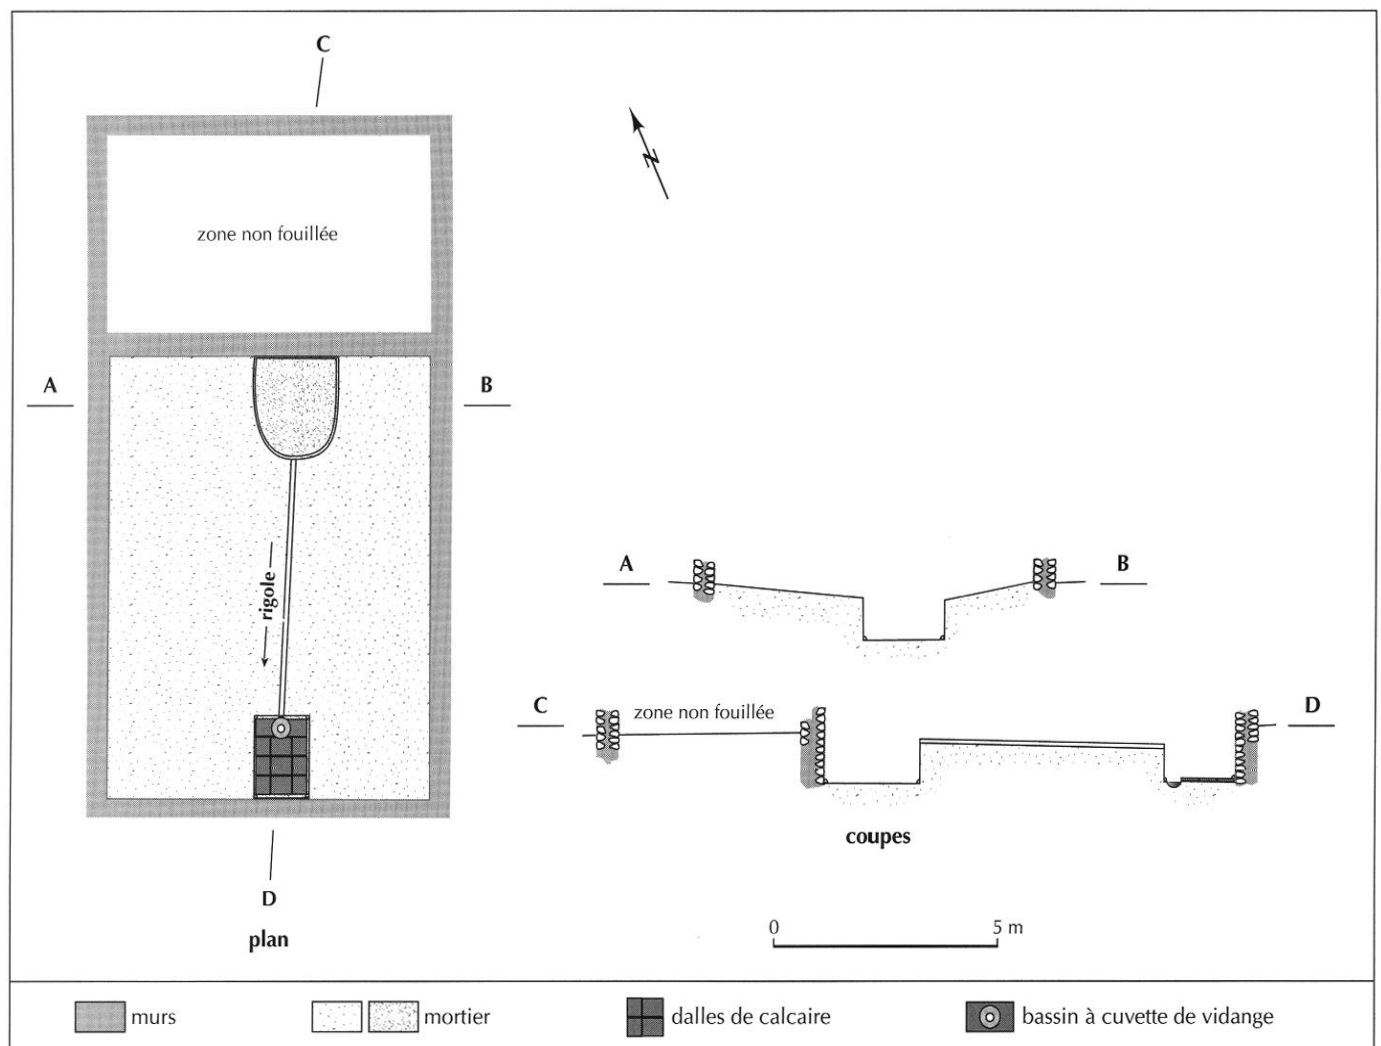 C
N
zone non fouillée
A
B
rigole
A
B
C
zone non fouillée
D
coupes
D
plan
0
5 m
murs
mortier
dalles de calcaire
bassin à cuvette de vidange